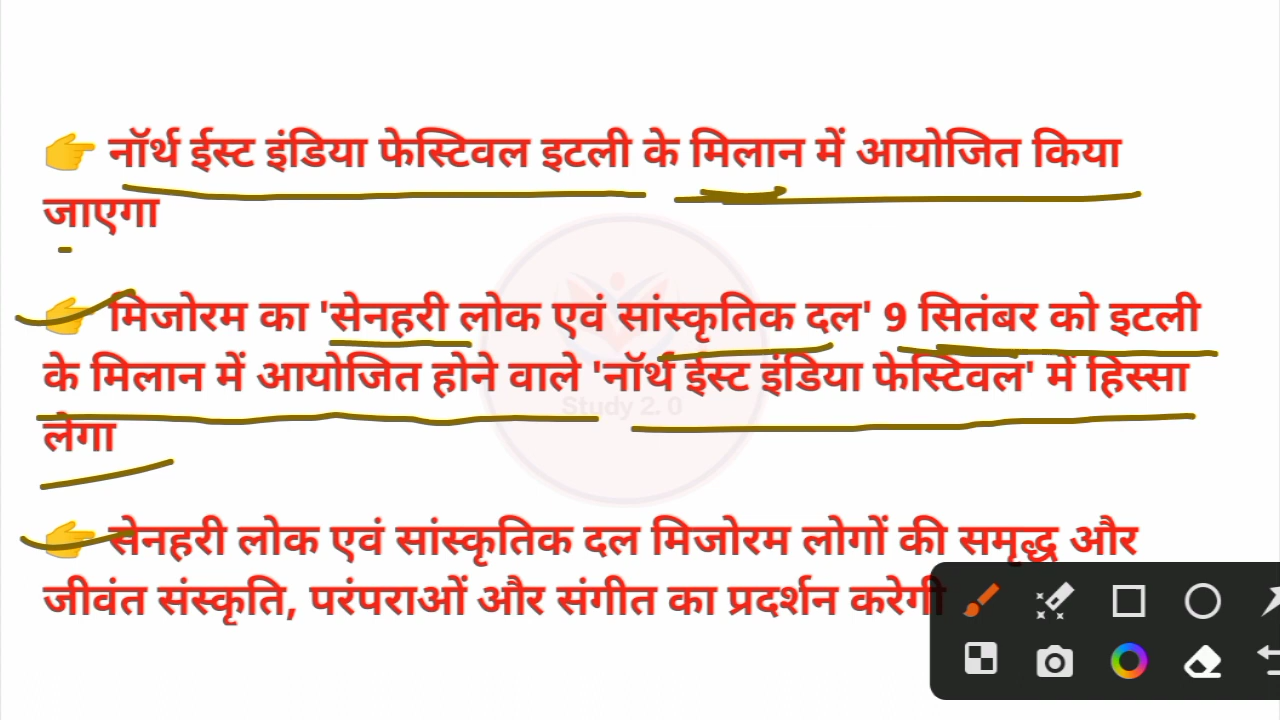 👉 नॉर्थ ईस्ट इंडिया फेस्टिवल इटली के मिलान में आयोजित किया
जाएगा
👉 मिजोरम का 'सेनहरी लोक एवं सांस्कृतिक दल' 9 सितंबर को इटली
के मिलान में आयोजित होने वाले 'नॉर्थ ईस्ट इंडिया फेस्टिवल' में हिस्सा
Study 2.0
लेगा
👉 सेनहरी लोक एवं सांस्कृतिक दल मिजोरम लोगों की समृद्ध और
जीवंत संस्कृति, परंपराओं और संगीत का प्रदर्शन करेगी